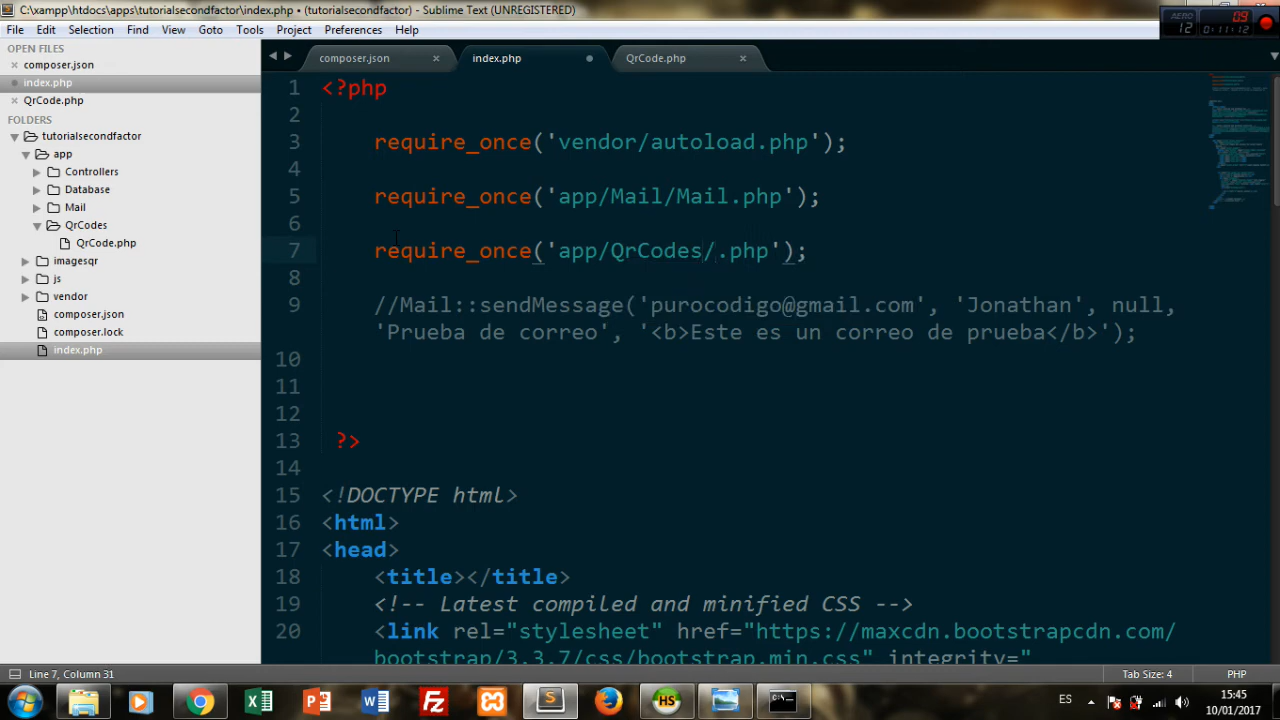 C:\xampp\htdocs\apps\tutorialsecondfactor\index.php • (tutorialsecondfactor) - Sublime Text (UNREGISTERED)
File Edit Selection Find View Goto Tools Project Preferences Help
AERO 12 09 0:11:12
OPEN FILES
composer.json
index.php
QrCode.php
FOLDERS
tutorialsecondfactor
app
Controllers
Database
Mail
QrCodes
QrCode.php
imagesqr
js
vendor
composer.json
composer.lock
index.php
composer.json index.php QrCode.php
1 <?php
2
3 require_once('vendor/autoload.php');
4
5 require_once('app/Mail/Mail.php');
6
7 require_once('app/QrCodes/.php');
8
9 //Mail::sendMessage('purocodigo@gmail.com', 'Jonathan', null,
'Prueba de correo', '<b>Este es un correo de prueba</b>');
10
11
12
13 ?>
14
15 <!DOCTYPE html>
16 <html>
17 <head>
18 <title></title>
19 <!-- Latest compiled and minified CSS -->
20 <link rel="stylesheet" href="https://maxcdn.bootstrapcdn.com/
bootstrap/3.3.7/css/bootstrap.min.css" integrity="
Line 7, Column 31 Tab Size: 4 PHP
ES 15:45
10/01/2017